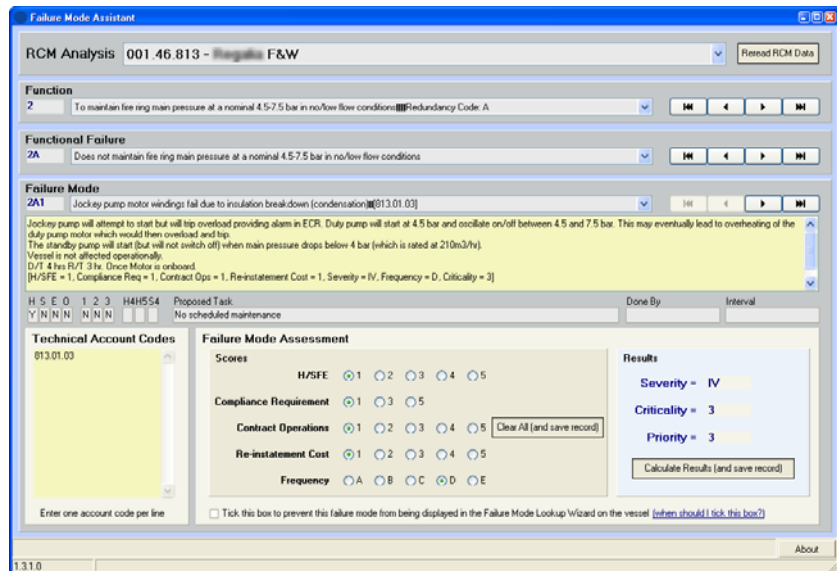 Failure Mode Assistant
RCM Analysis 001.46.813 - F&W Reread RCM Data
Function
2 To maintain fire ring main pressure at a nominal 4.5-7.5 bar in no/low flow conditions Redundancy Code: A
Functional Failure
2A Does not maintain fire ring main pressure at a nominal 4.5-7.5 bar in no/low flow conditions
Failure Mode
2A1 Jockey pump motor windings fail due to insulation breakdown (condensation) [813.01.03]
Jockey pump will attempt to start but will trip overload providing alarm in ECR. Duty pump will start at 4.5 bar and oscillate on/off between 4.5 and 7.5 bar. This may eventually lead to overheating of the
duty pump motor which would then overload and trip.
The standby pump will start (but will not switch off) when main pressure drops below 4 bar (which is rated at 210m3/hr).
Vessel is not affected operationally.
D/T 4 hrs R/T 3 hr. Once Motor is onboard.
[H/SFE = 1, Compliance Req = 1, Contract Ops = 1, Re-instatement Cost = 1, Severity = IV, Frequency = D, Criticality = 3]
H S E O 1 2 3 H4H5S4 Proposed Task Done By Interval
Y N N N N N N No scheduled maintenance
Technical Account Codes
813.01.03
Enter one account code per line
Failure Mode Assessment
Scores
H/SFE 1 2 3 4 5
Compliance Requirement 1 3 5
Contract Operations 1 2 3 4 5 Clear All (and save record)
Re-instatement Cost 1 2 3 4 5
Frequency A B C D E
Results
Severity = IV
Criticality = 3
Priority = 3
Calculate Results (and save record)
Tick this box to prevent this failure mode from being displayed in the Failure Mode Lookup Wizard on the vessel (when should I tick this box?)
About
1.3.1.0